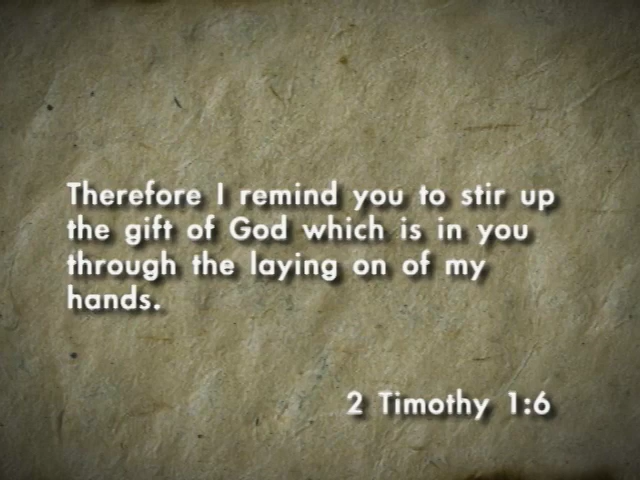 Therefore I remind you to stir up
the gift of God which is in you
through the laying on of my
hands.
2 Timothy 1:6